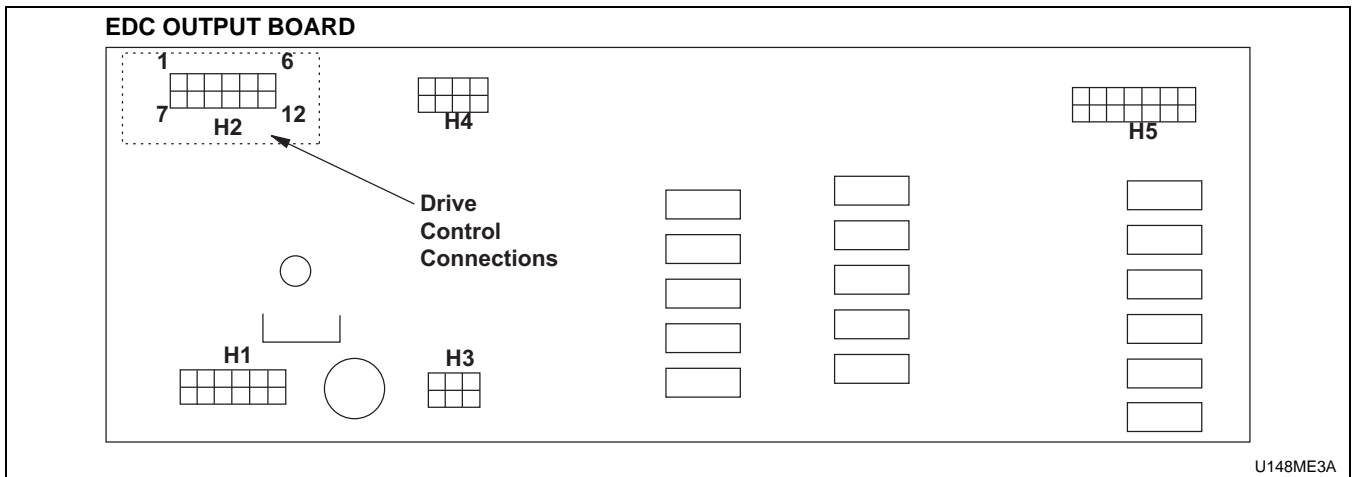 EDC OUTPUT BOARD
1 6
7 12
H2
H4
H5
Drive
Control
Connections
H1
H3
U148ME3A